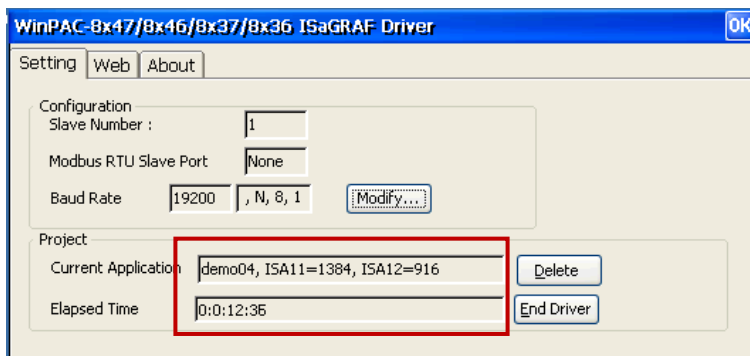 WinPAC-8x47/8x46/8x37/8x36 ISaGRAF Driver OK
Setting Web About
Configuration
Slave Number : 1
Modbus RTU Slave Port None
Baud Rate 19200 , N, 8, 1 Modify...
Project
Current Application demo04, ISA11=1384, ISA12=916 Delete
Elapsed Time 0:0:12:36 End Driver